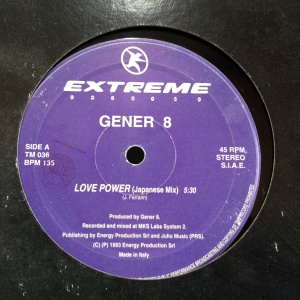 EXTREME
RECORDS
GENER 8
SIDE A
TM 036
BPM 135
45 RPM,
STEREO
S.I.A.E.
LOVE POWER (Japanese Mix) 5:30
(J. Ferrarin)
Produced by Gener 8.
Recorded and mixed at MKS Labs System 2.
Publishing by Energy Production Srl and Julio Music (PRS).
(C) (P) 1993 Energy Production Srl
Made in Italy